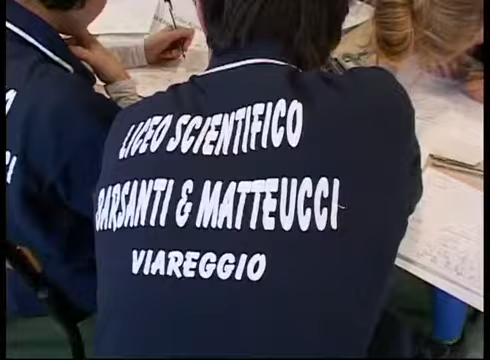 LICEO SCIENTIFICO
BARSANTI & MATTEUCCI
VIAREGGIO